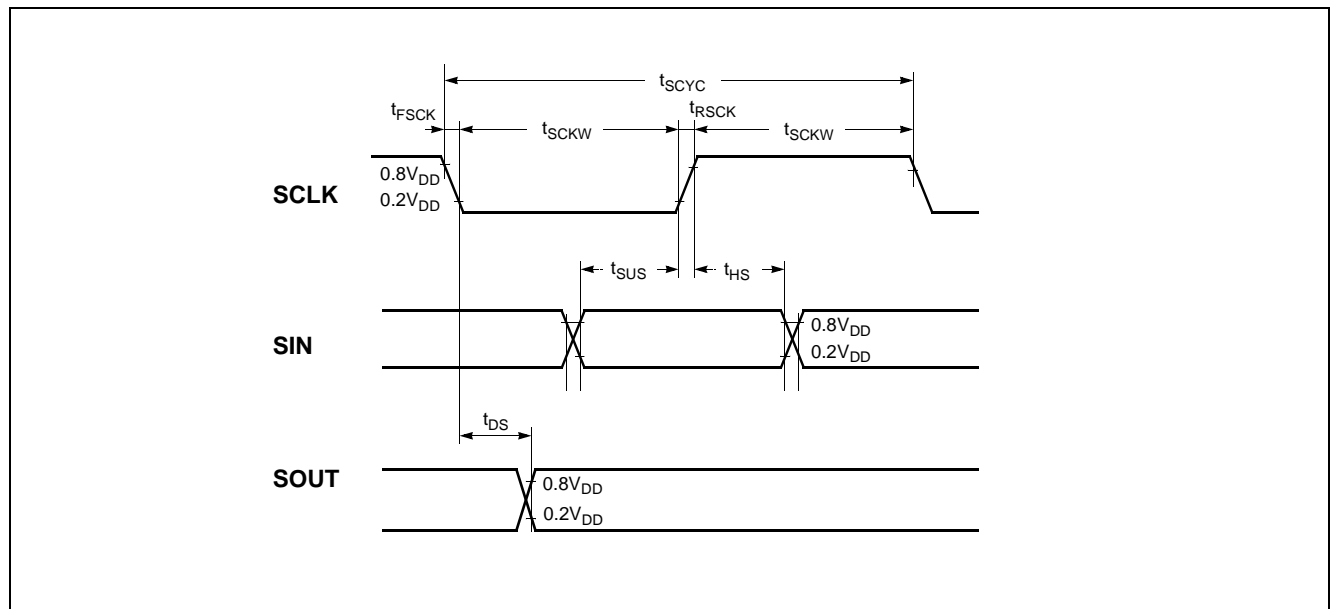 tSCYC
tFSCK
tSCKW
tRSCK
tSCKW
0.8VDD
SCLK
0.2VDD
tSUS
tHS
0.8VDD
SIN
0.2VDD
tDS
SOUT
0.8VDD
0.2VDD